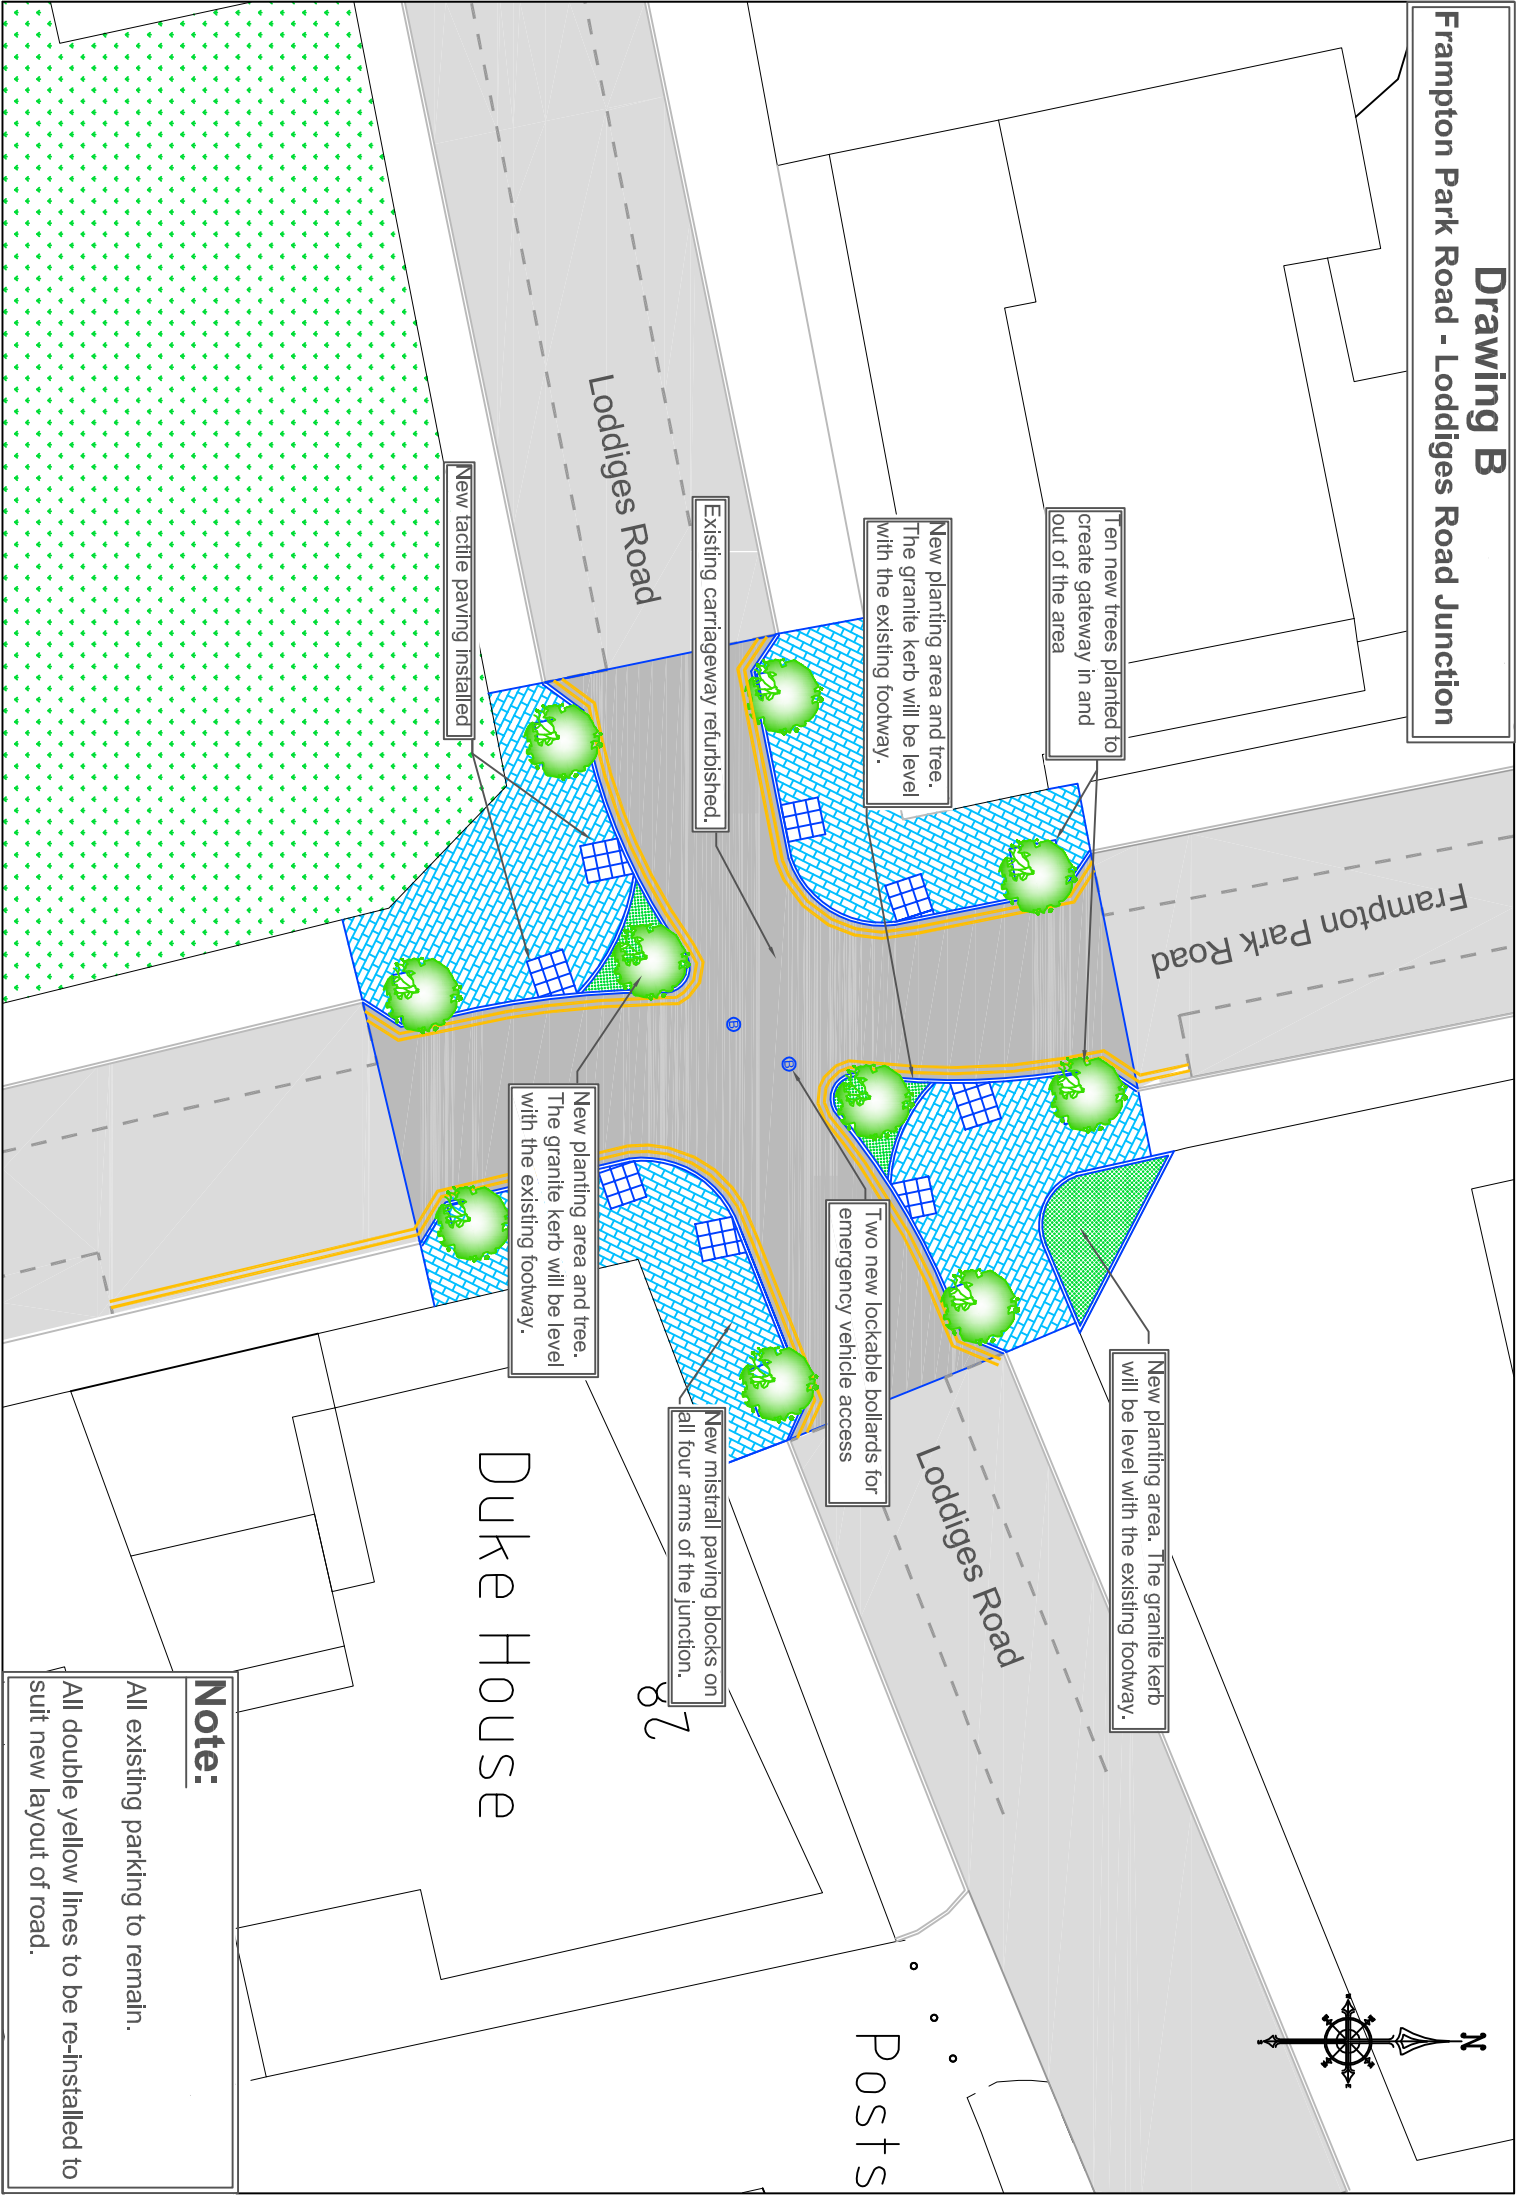 Drawing B
Frampton Park Road - Loddiges Road Junction
N
Ten new trees planted to
create gateway in and
out of the area
New planting area. The granite kerb
will be level with the existing footway.
Frampton Park Road
New planting area and tree.
The granite kerb will be level
with the existing footway.
Loddiges Road
Two new lockable bollards for
emergency vehicle access
Posts
Existing carriageway refurbished.
B
B
Loddiges Road
New mistrall paving blocks on
all four arms of the junction.
82
New planting area and tree.
The granite kerb will be level
with the existing footway.
Duke House
New tactile paving installed
Note:
All existing parking to remain.
All double yellow lines to be re-installed to
suit new layout of road.